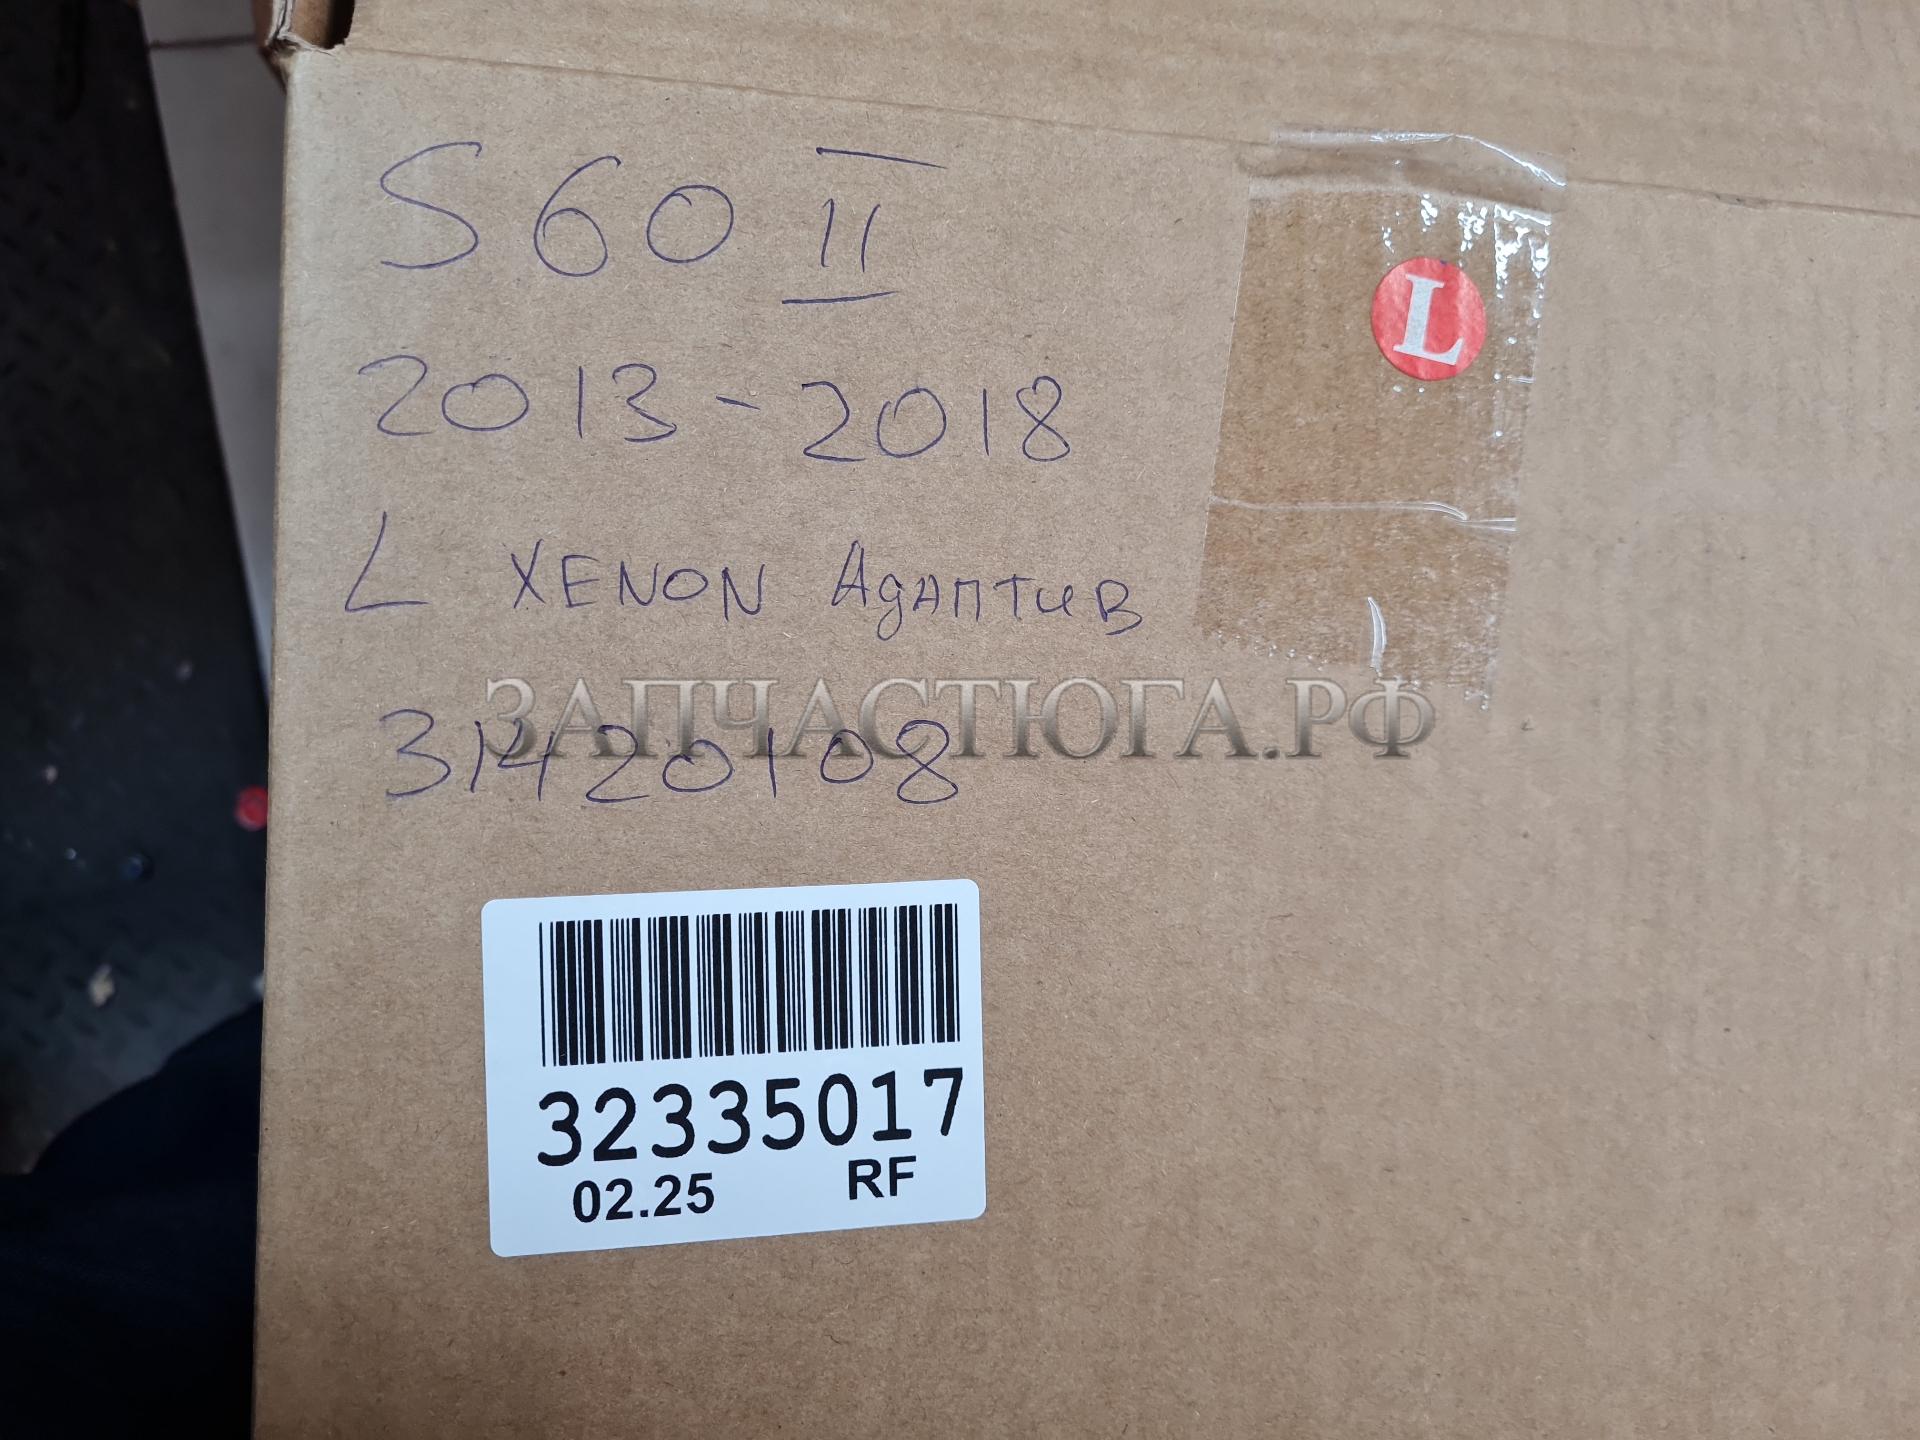 S60 II
L
2013-2018
L XENON Адаптив
ЗАПЧАСТЮГА.РФ
31420108
32335017
02.25 RF